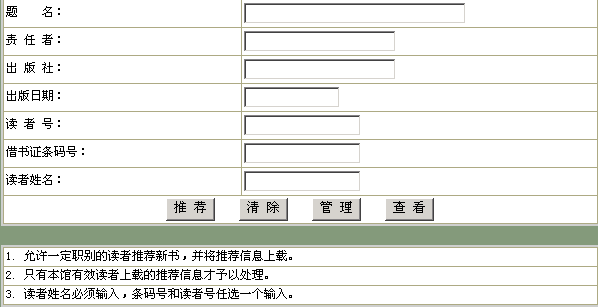 题 名：
责 任 者：
出 版 社：
出版日期：
读 者 号：
借书证条码号：
读者姓名：
推 荐 清 除 管 理 查 看
1. 允许一定职别的读者推荐新书，并将推荐信息上载。
2. 只有本馆有效读者上载的推荐信息才予以处理。
3. 读者姓名必须输入，条码号和读者号任选一个输入。